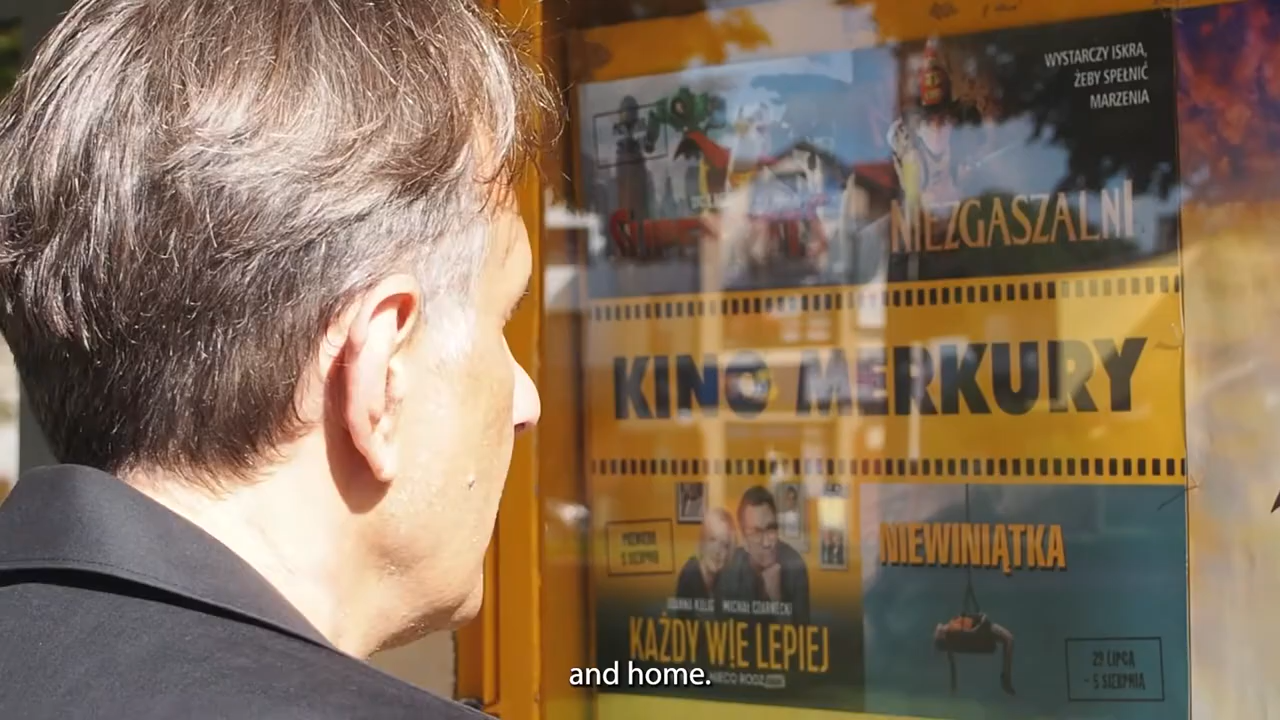 WYSTARCZY ISKRA,
ŻEBY SPEŁNIĆ
MARZENIA
NIEZGASZALNI
KINO MERKURY
NIEWINIĄTKA
PREMIERA
5 SIERPNIA
JOANNA KULIG MICHAŁ CZARNECKI
KAŻDY WIE LEPIEJ
29 LIPCA
- 5 SIERPNIA
and home.